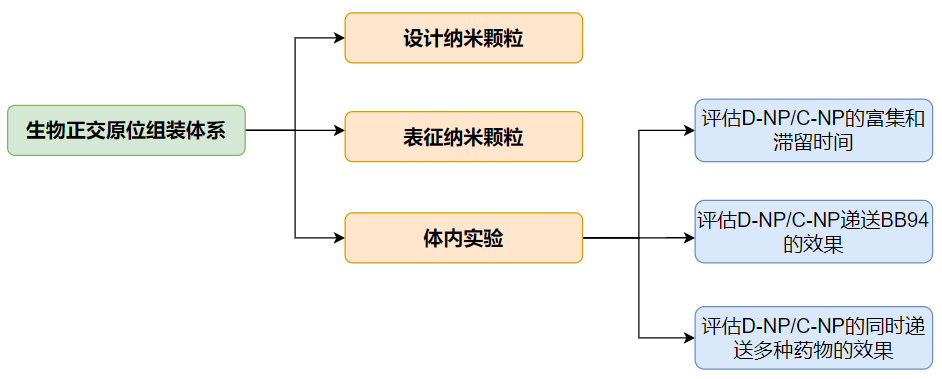 设计纳米颗粒
生物正交原位组装体系
表征纳米颗粒
体内实验
评估D-NP/C-NP的富集和
滞留时间
评估D-NP/C-NP递送BB94
的效果
评估D-NP/C-NP的同时递
送多种药物的效果